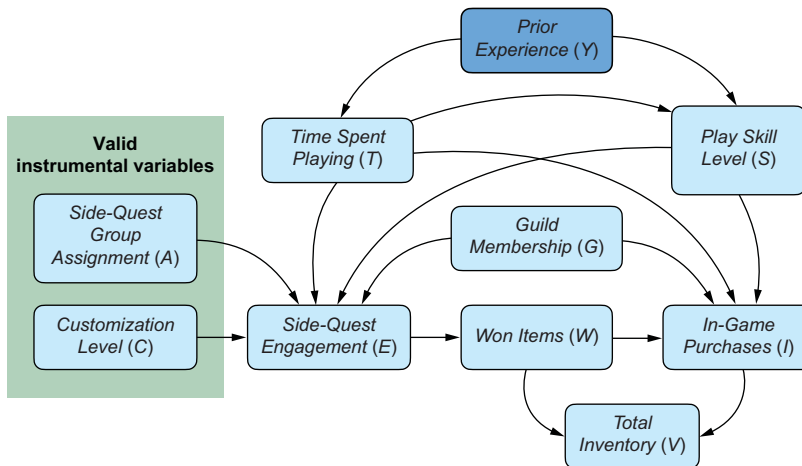 Prior
Experience (Y)
Time Spent
Playing (T)
Play Skill
Level (S)
Valid
instrumental variables
Side-Quest
Group
Assignment (A)
Guild
Membership (G)
Customization
Level (C)
Side-Quest
Engagement (E)
Won Items (W)
In-Game
Purchases (I)
Total
Inventory (V)